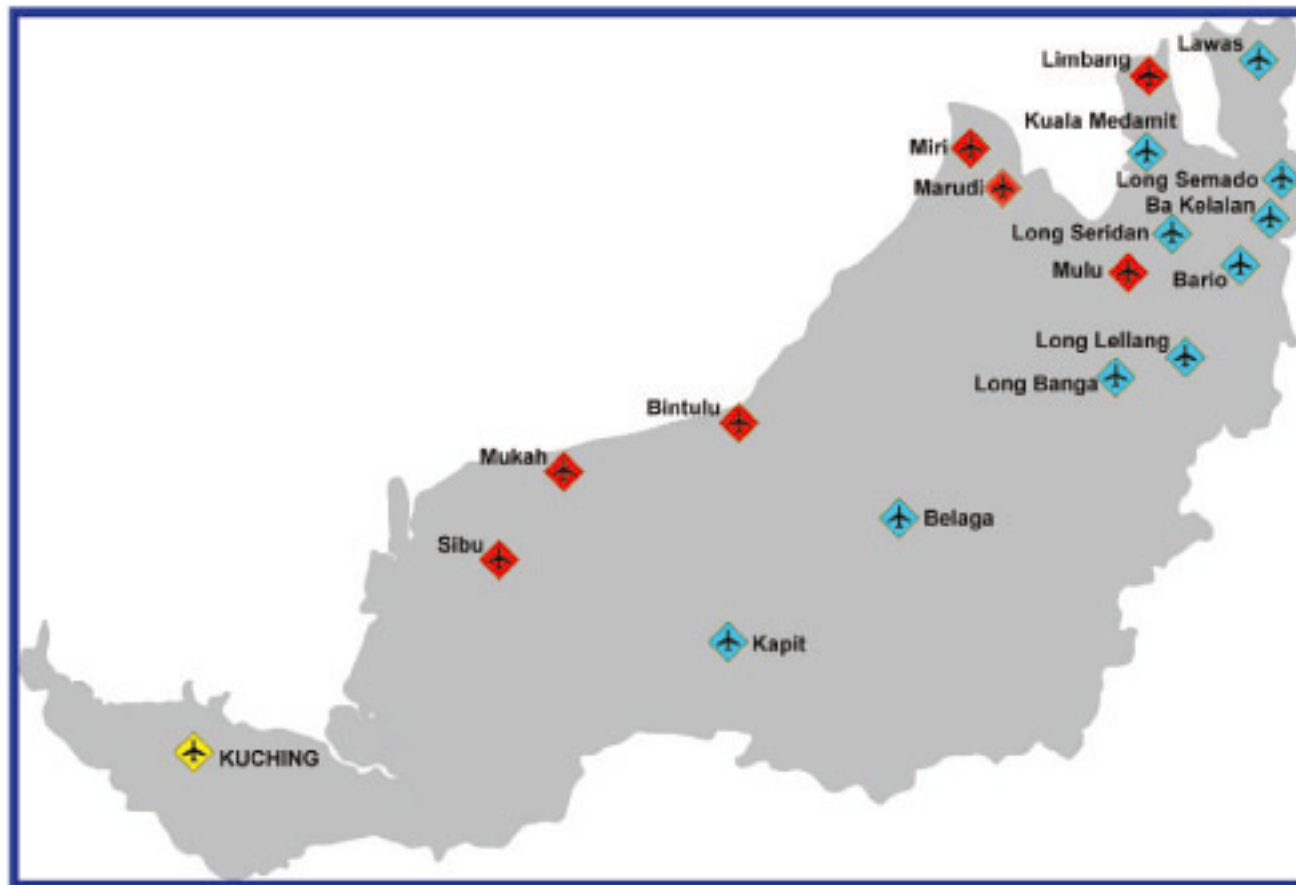 Lawas
Limbang
Kuala Medamit
Miri
Long Semado
Marudi
Ba Kelalan
Long Seridan
Mulu
Bario
Long Lellang
Long Banga
Bintulu
Mukah
Belaga
Sibu
Kapit
KUCHING